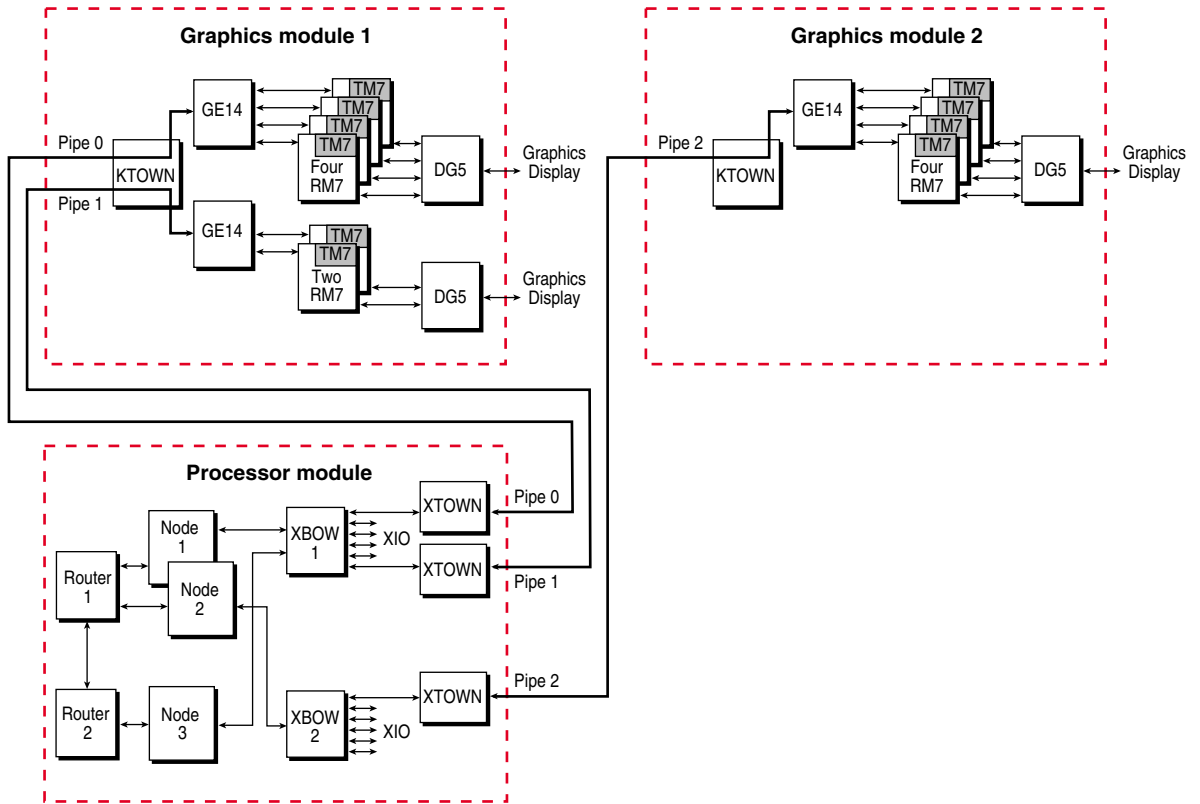 Graphics module 1
Pipe 0
KTOWN
Pipe 1
GE14
TM7
TM7
TM7
TM7
Four
RM7
DG5
Graphics
Display
GE14
TM7
TM7
Two
RM7
DG5
Graphics
Display
Graphics module 2
Pipe 2
KTOWN
GE14
TM7
TM7
TM7
TM7
Four
RM7
DG5
Graphics
Display
Processor module
Router
1
Node
1
Node
2
XBOW
1
XIO
XTOWN
Pipe 0
XTOWN
Pipe 1
Router
2
Node
3
XBOW
2
XIO
XTOWN
Pipe 2